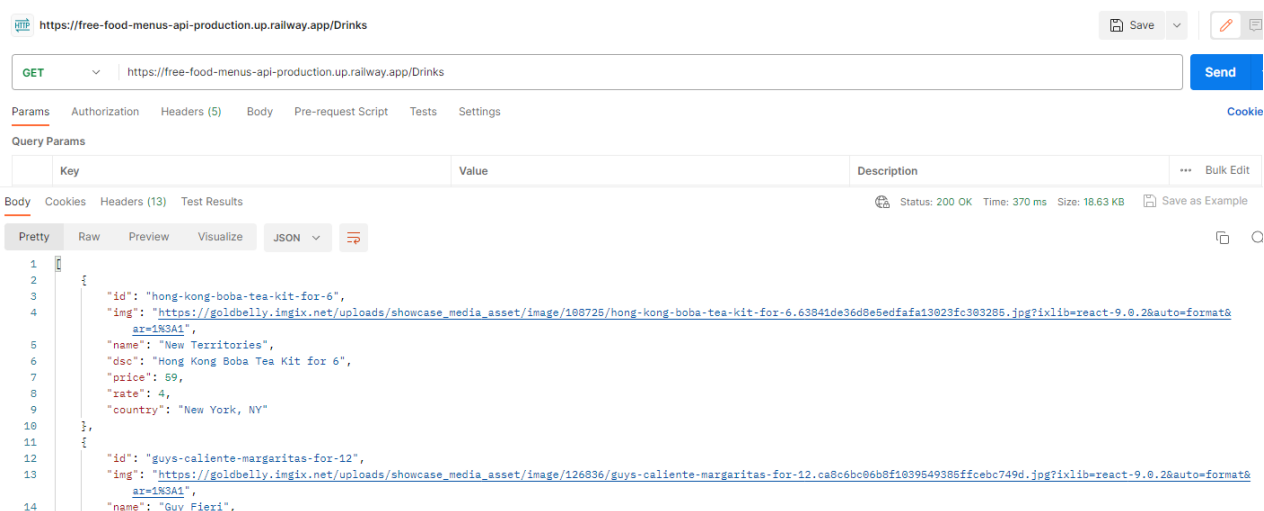 HTTP https://free-food-menus-api-production.up.railway.app/Drinks Save
GET https://free-food-menus-api-production.up.railway.app/Drinks Send
Params Authorization Headers (5) Body Pre-request Script Tests Settings Cookie
Query Params
Key Value Description ••• Bulk Edit
Body Cookies Headers (13) Test Results Status: 200 OK Time: 370 ms Size: 18.63 KB Save as Example
Pretty Raw Preview Visualize JSON
1 [
2 {
3 "id": "hong-kong-boba-tea-kit-for-6",
4 "img": "https://goldbelly.imgix.net/uploads/showcase_media_asset/image/108725/hong-kong-boba-tea-kit-for-6.63841de36d8e5edfafa13023fc303285.jpg?ixlib=react-9.0.2&auto=format&
ar=1%3A1",
5 "name": "New Territories",
6 "dsc": "Hong Kong Boba Tea Kit for 6",
7 "price": 59,
8 "rate": 4,
9 "country": "New York, NY"
10 },
11 {
12 "id": "guys-caliente-margaritas-for-12",
13 "img": "https://goldbelly.imgix.net/uploads/showcase_media_asset/image/126836/guys-caliente-margaritas-for-12.ca8c6bc06b8f1039549385ffcebc749d.jpg?ixlib=react-9.0.2&auto=format&
ar=1%3A1",
14 "name": "Guy Fieri",